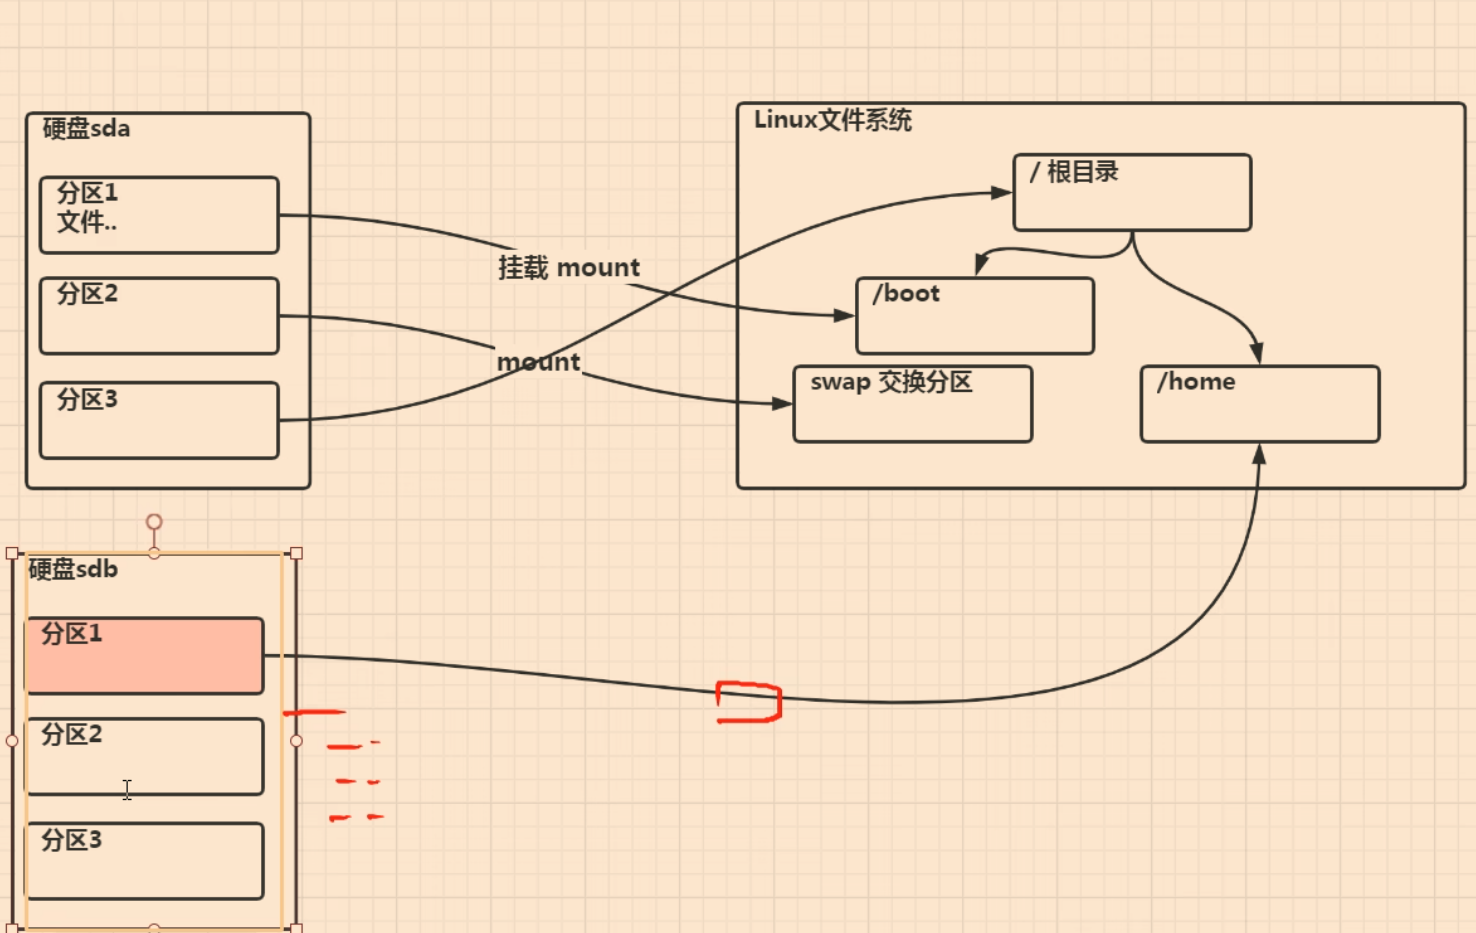 硬盘sda
分区1
文件..
分区2
分区3
挂载 mount
mount
Linux文件系统
/ 根目录
/boot
swap 交换分区
/home
硬盘sdb
分区1
分区2
分区3